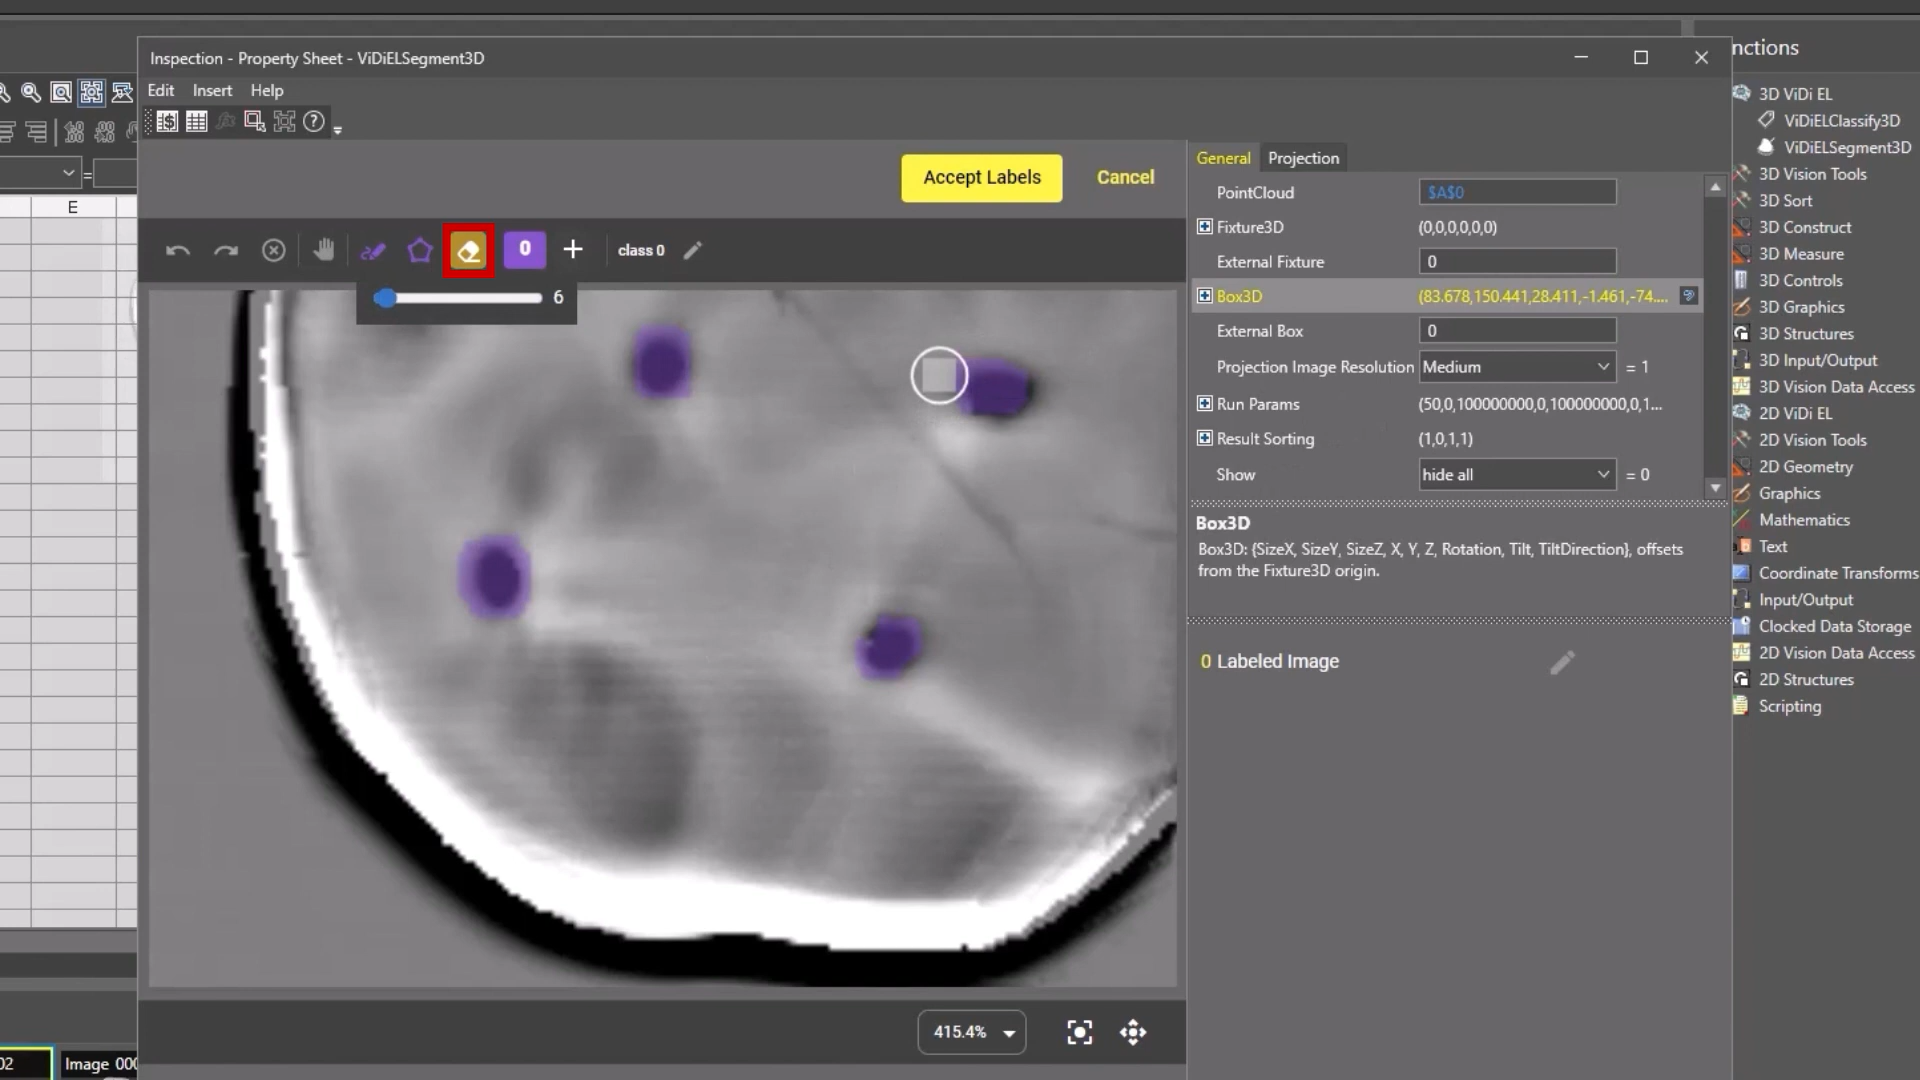 Inspection - Property Sheet - ViDiELSegment3D
nctions
Edit Insert Help
E
=
Accept Labels
Cancel
0
class 0
6
General
Projection
PointCloud
$A$0
Fixture3D
(0,0,0,0,0,0)
External Fixture
0
Box3D
(83.678,150.441,28.411,-1.461,-74....
External Box
0
Projection Image Resolution
Medium
= 1
Run Params
(50,0,100000000,0,100000000,0,1...
Result Sorting
(1,0,1,1)
Show
hide all
= 0
Box3D
Box3D: {SizeX, SizeY, SizeZ, X, Y, Z, Rotation, Tilt, TiltDirection}, offsets
from the Fixture3D origin.
0 Labeled Image
415.4%
02
Image 000
3D ViDi EL
ViDiELClassify3D
ViDiELSegment3D
3D Vision Tools
3D Sort
3D Construct
3D Measure
3D Controls
3D Graphics
3D Structures
3D Input/Output
3D Vision Data Access
2D ViDi EL
2D Vision Tools
2D Geometry
Graphics
Mathematics
Text
Coordinate Transforms
Input/Output
Clocked Data Storage
2D Vision Data Access
2D Structures
Scripting